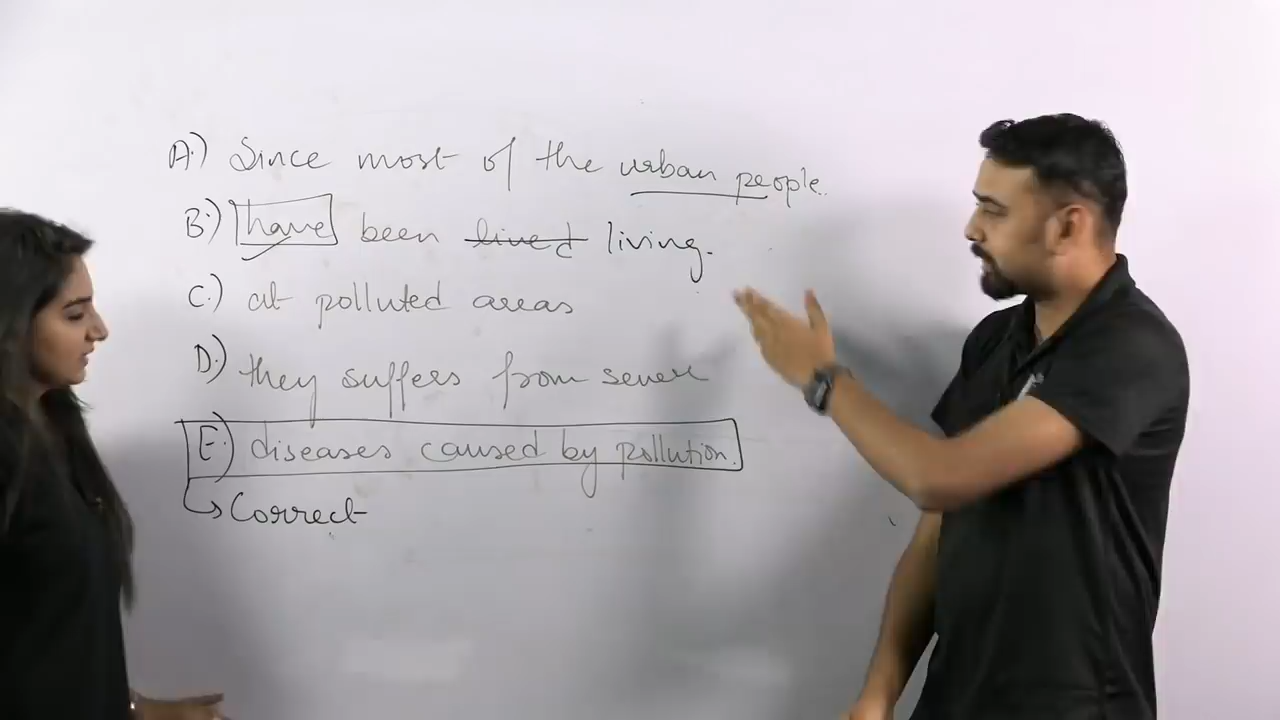 A.) Since most of the urban people.
B.) have been lived living.
C.) at polluted areas
D.) they suffers from severe
E.) diseases caused by pollution.
Correct